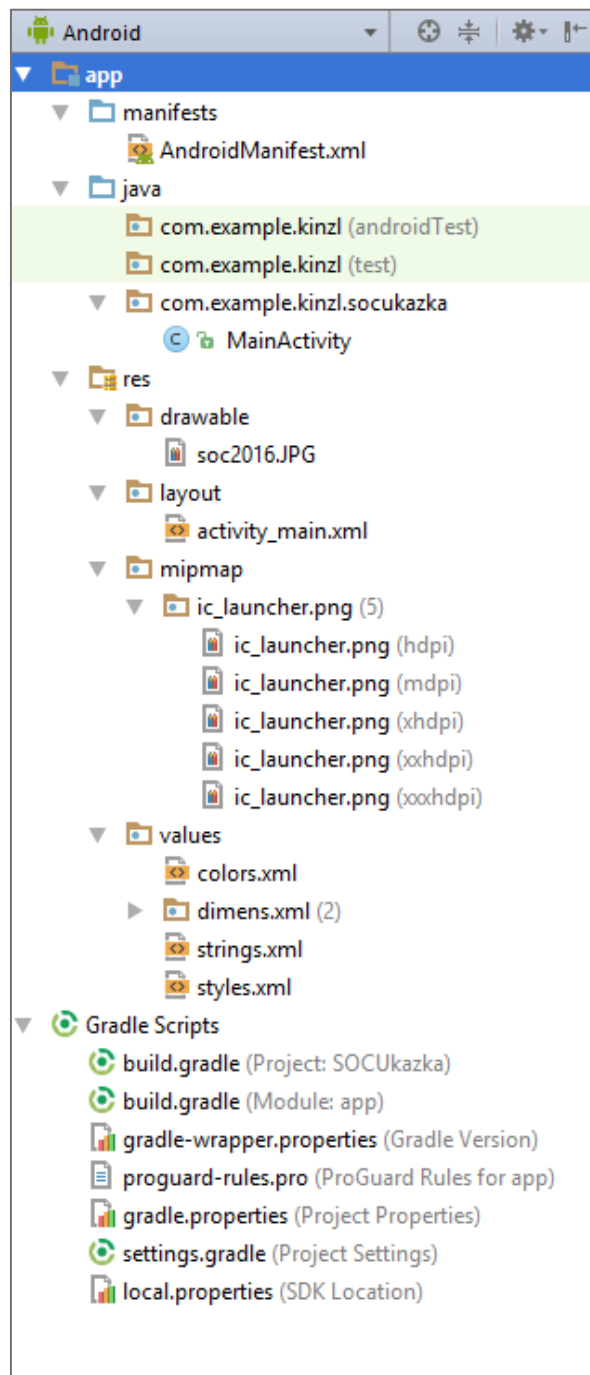 Android
app
manifests
AndroidManifest.xml
java
com.example.kinzl (androidTest)
com.example.kinzl (test)
com.example.kinzl.socukazka
C MainActivity
res
drawable
soc2016.JPG
layout
activity_main.xml
mipmap
ic_launcher.png (5)
ic_launcher.png (hdpi)
ic_launcher.png (mdpi)
ic_launcher.png (xhdpi)
ic_launcher.png (xxhdpi)
ic_launcher.png (xxxhdpi)
values
colors.xml
dimens.xml (2)
strings.xml
styles.xml
Gradle Scripts
build.gradle (Project: SOCUkazka)
build.gradle (Module: app)
gradle-wrapper.properties (Gradle Version)
proguard-rules.pro (ProGuard Rules for app)
gradle.properties (Project Properties)
settings.gradle (Project Settings)
local.properties (SDK Location)